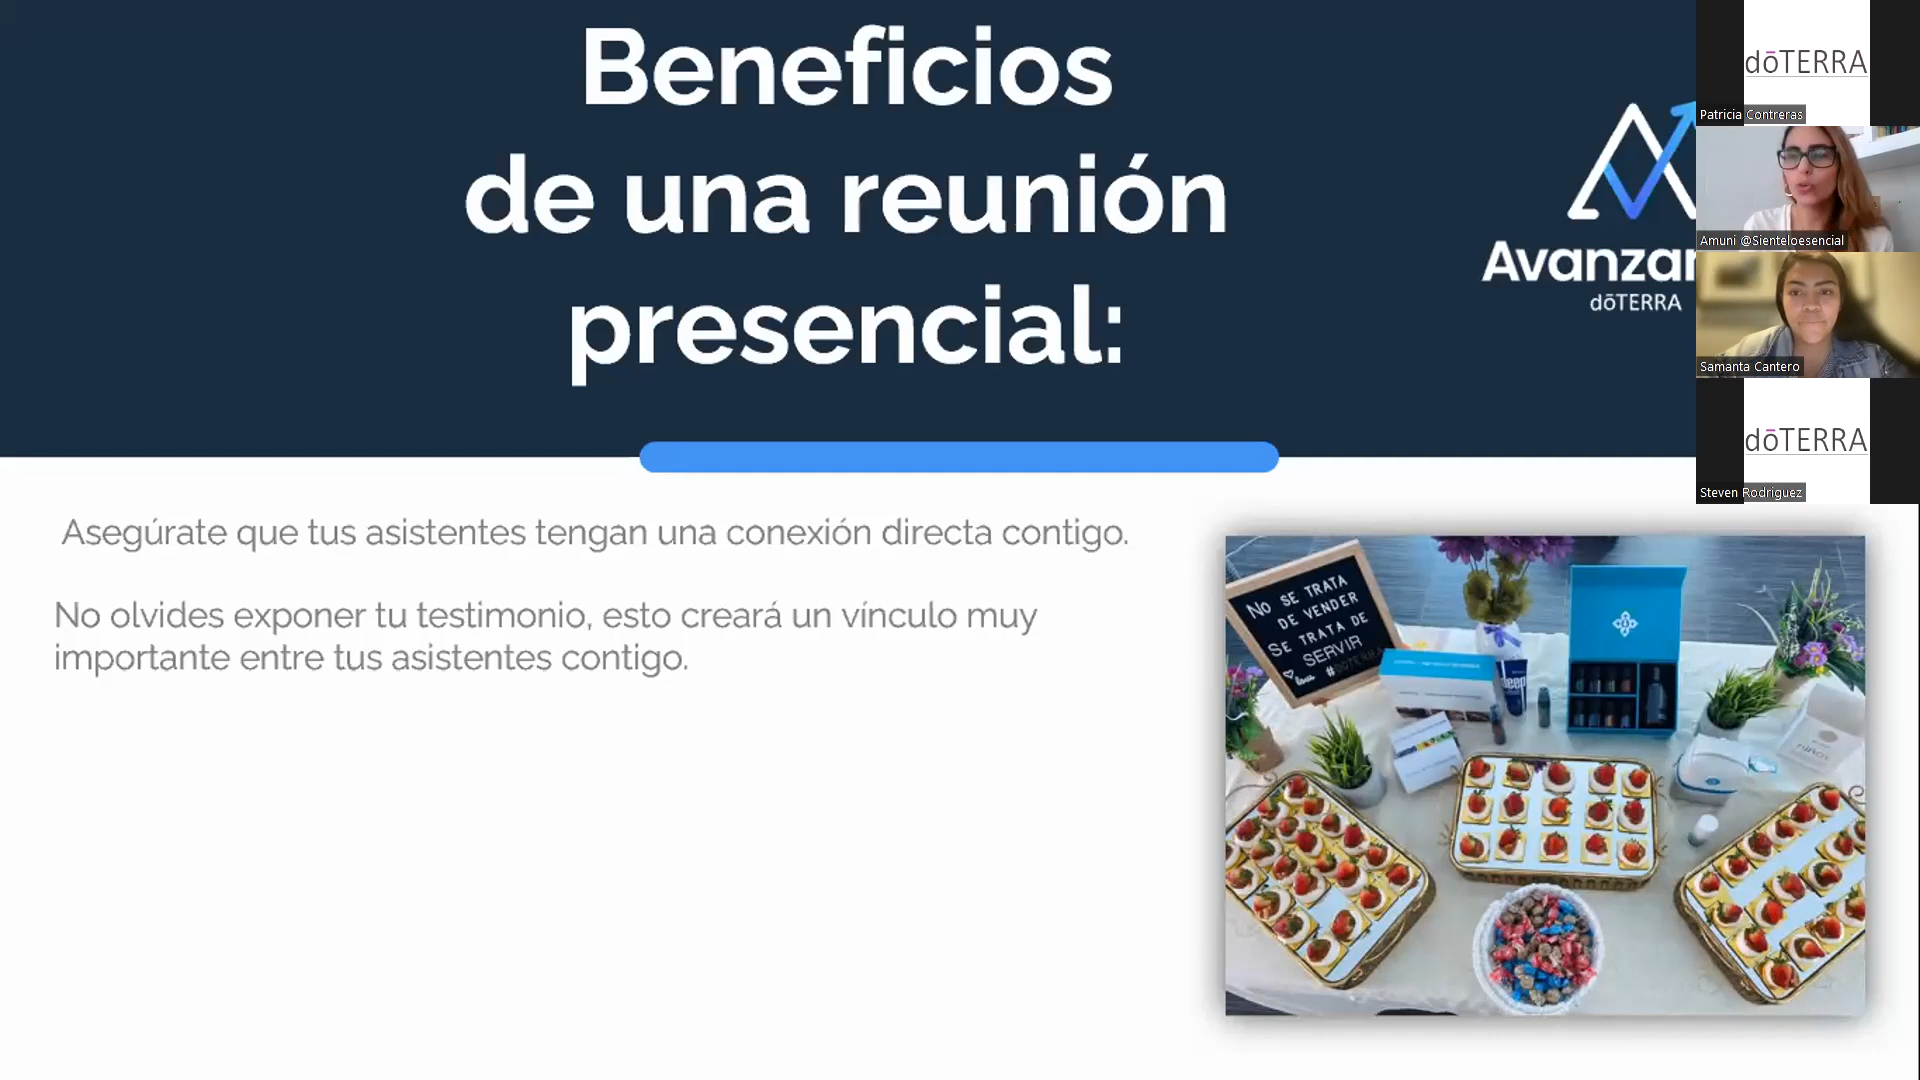 Beneficios
de una reunión
presencial:
Avanzar
dōTERRA
dōTERRA
Patricia Contreras
Amuni @Sienteloesencial
Samanta Cantero
dōTERRA
Steven Rodriguez
Asegúrate que tus asistentes tengan una conexión directa contigo.
No olvides exponer tu testimonio, esto creará un vínculo muy
importante entre tus asistentes contigo.
NO SE TRATA
DE VENDER
SE TRATA DE
SERVIR
#DOTERRA